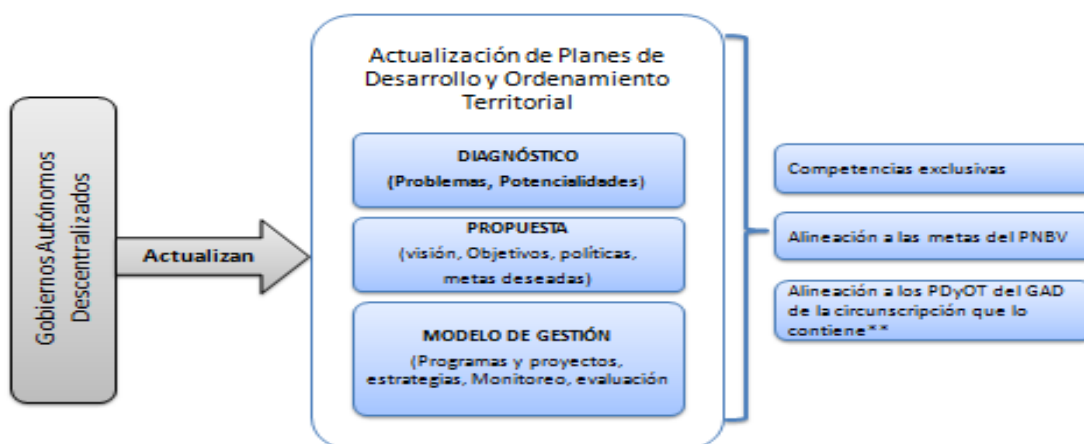 Gobiernos Autónomos
Descentralizados
Actualizan
Actualización de Planes de
Desarrollo y Ordenamiento
Territorial
DIAGNÓSTICO
(Problemas, Potencialidades)
PROPUESTA
(visión, Objetivos, políticas,
metas deseadas)
MODELO DE GESTIÓN
(Programas y proyectos,
estrategias, Monitoreo, evaluación
Competencias exclusivas
Alineación a las metas del PNBV
Alineación a los PDyOT del GAD
de la circunscripción que lo
contiene**